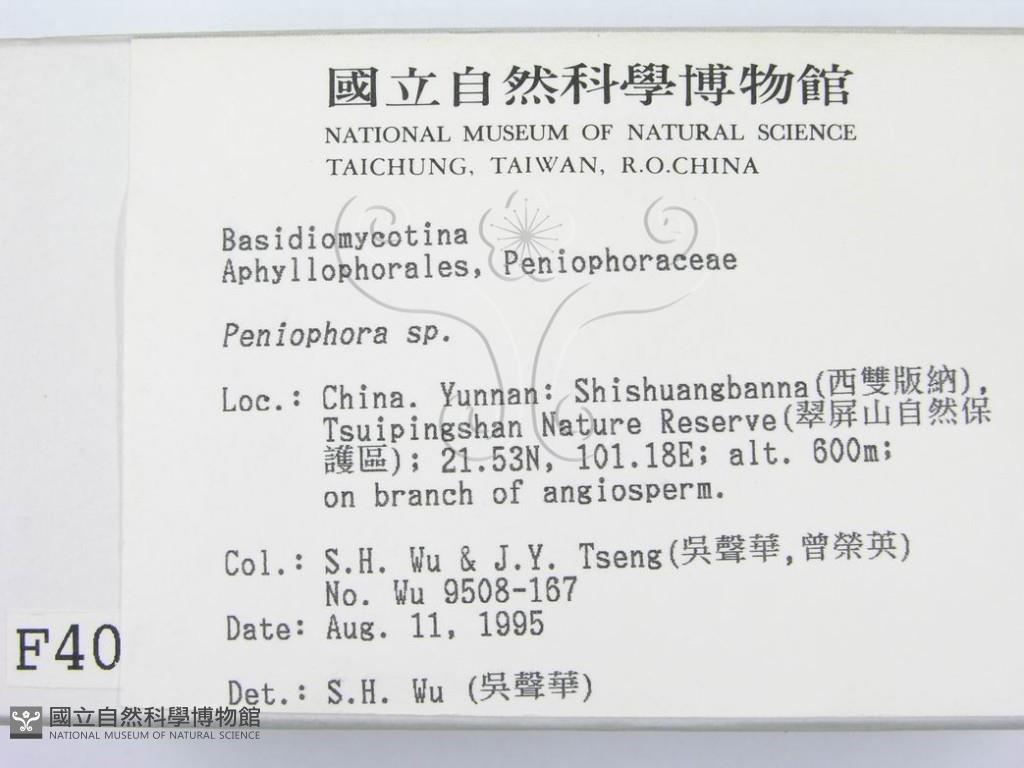 國立自然科學博物館
NATIONAL MUSEUM OF NATURAL SCIENCE
TAICHUNG, TAIWAN, R.O.CHINA
Basidiomycotina
Aphyllophorales, Peniophoraceae
Peniophora sp.
Loc.: China. Yunnan: Shishuangbanna(西雙版納),
Tsuipingshan Nature Reserve(翠屏山自然保
護區); 21.53N, 101.18E; alt. 600m;
on branch of angiosperm.
Col.: S.H. Wu & J.Y. Tseng(吳聲華,曾榮英)
No. Wu 9508-167
Date: Aug. 11, 1995
F40
Det.: S.H. Wu (吳聲華)
國立自然科學博物館
NATIONAL MUSEUM OF NATURAL SCIENCE